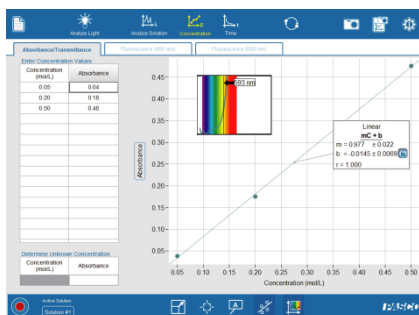 Analyze Light
Analyze Solution
Concentration
Time
Absorbance/Transmittance
Fluorescence (405 nm)
Fluorescence (500 nm)
Enter Concentration Values
Concentration (mol/L) Absorbance
0.05 0.04
0.20 0.18
0.50 0.48
Determine Unknown Concentration
Concentration (mol/L) Absorbance
Absorbance
0.45
0.40
0.35
0.30
0.25
0.20
0.15
0.10
0.05
593 nm
Linear
mC + b
m = 0.977 ± 0.022
b = -0.0145 ± 0.0069
r = 1.000
0.05 0.10 0.15 0.20 0.25 0.30 0.35 0.40 0.45 0.50
Concentration (mol/L)
Active Solution
Solution #1
A
PASCO